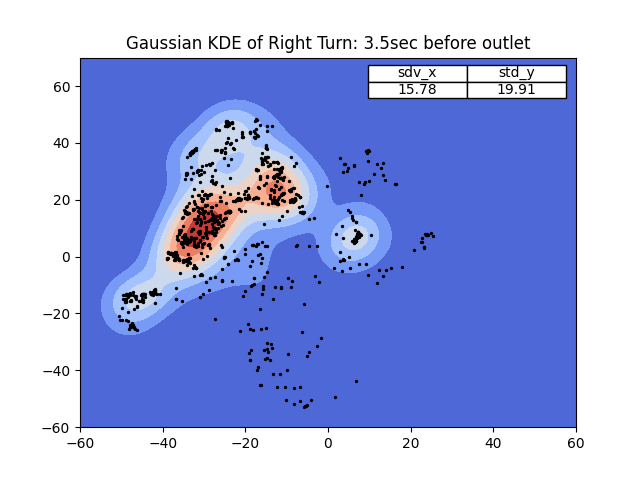 Gaussian KDE of Right Turn: 3.5sec before outlet
sdv_x std_y
15.78 19.91
60
40
20
0
−20
−40
−60
−60 −40 −20 0 20 40 60